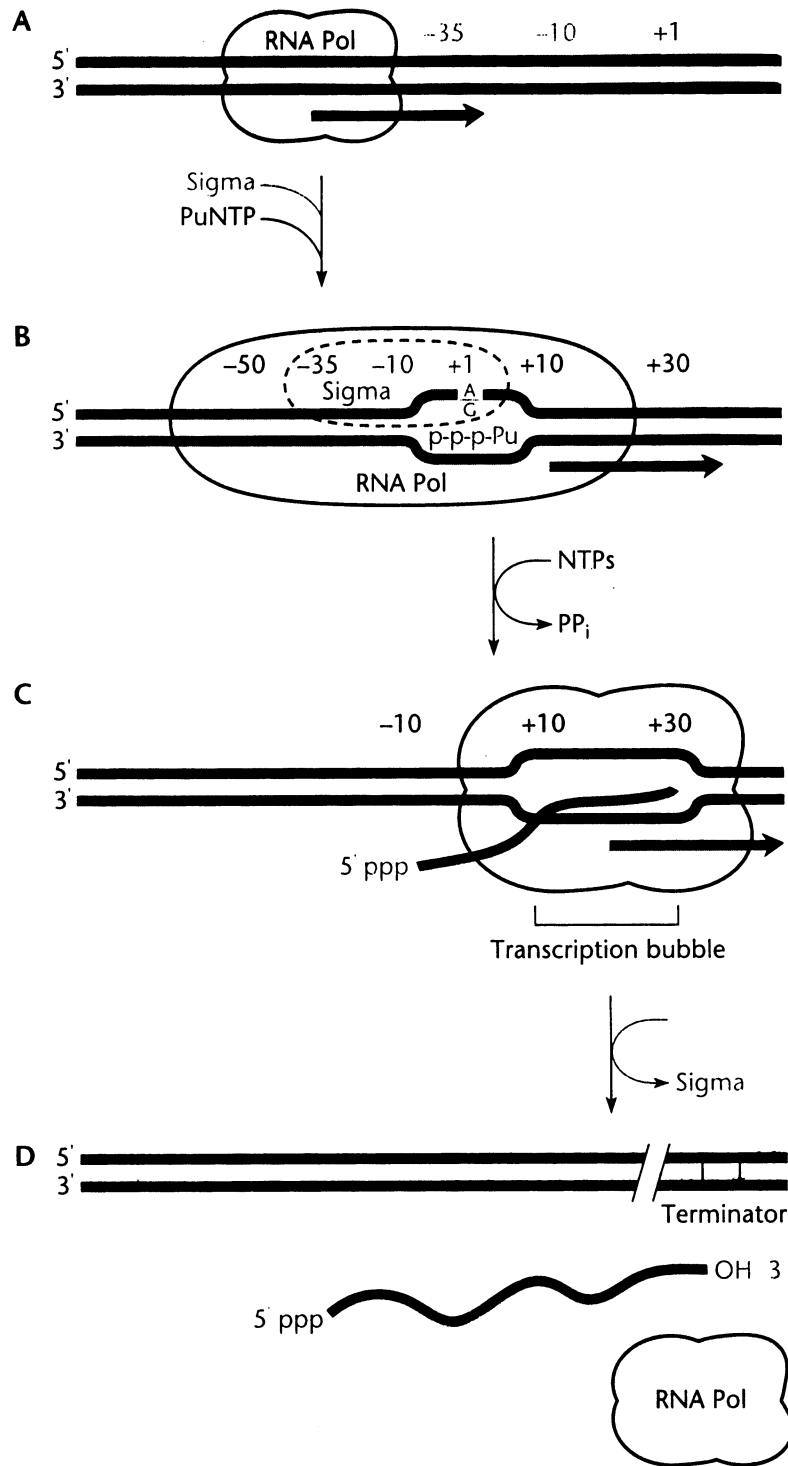 A
RNA Pol
–35 –10 +1
5'
3'
Sigma
PuNTP
B
–50 –35 –10 +1 +10 +30
Sigma
A
G
5'
3'
p-p-p-Pu
RNA Pol
NTPs
PPi
C
–10 +10 +30
5'
3'
5' ppp
Transcription bubble
Sigma
D
5'
3'
Terminator
OH 3
5' ppp
RNA Pol